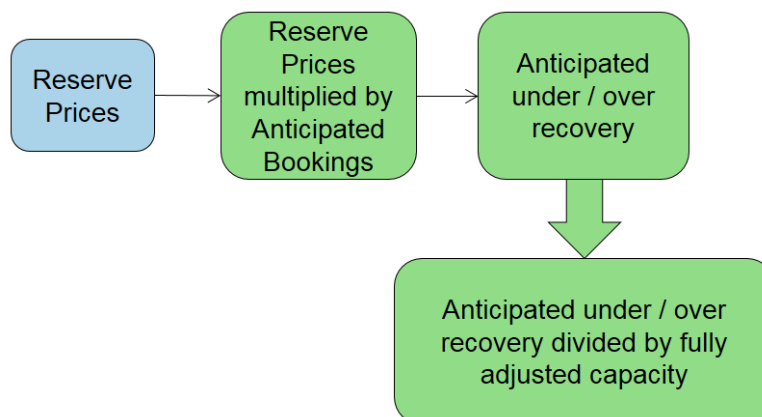 Reserve
Prices
Reserve
Prices
multiplied by
Anticipated
Bookings
Anticipated
under / over
recovery
Anticipated under / over
recovery divided by fully
adjusted capacity